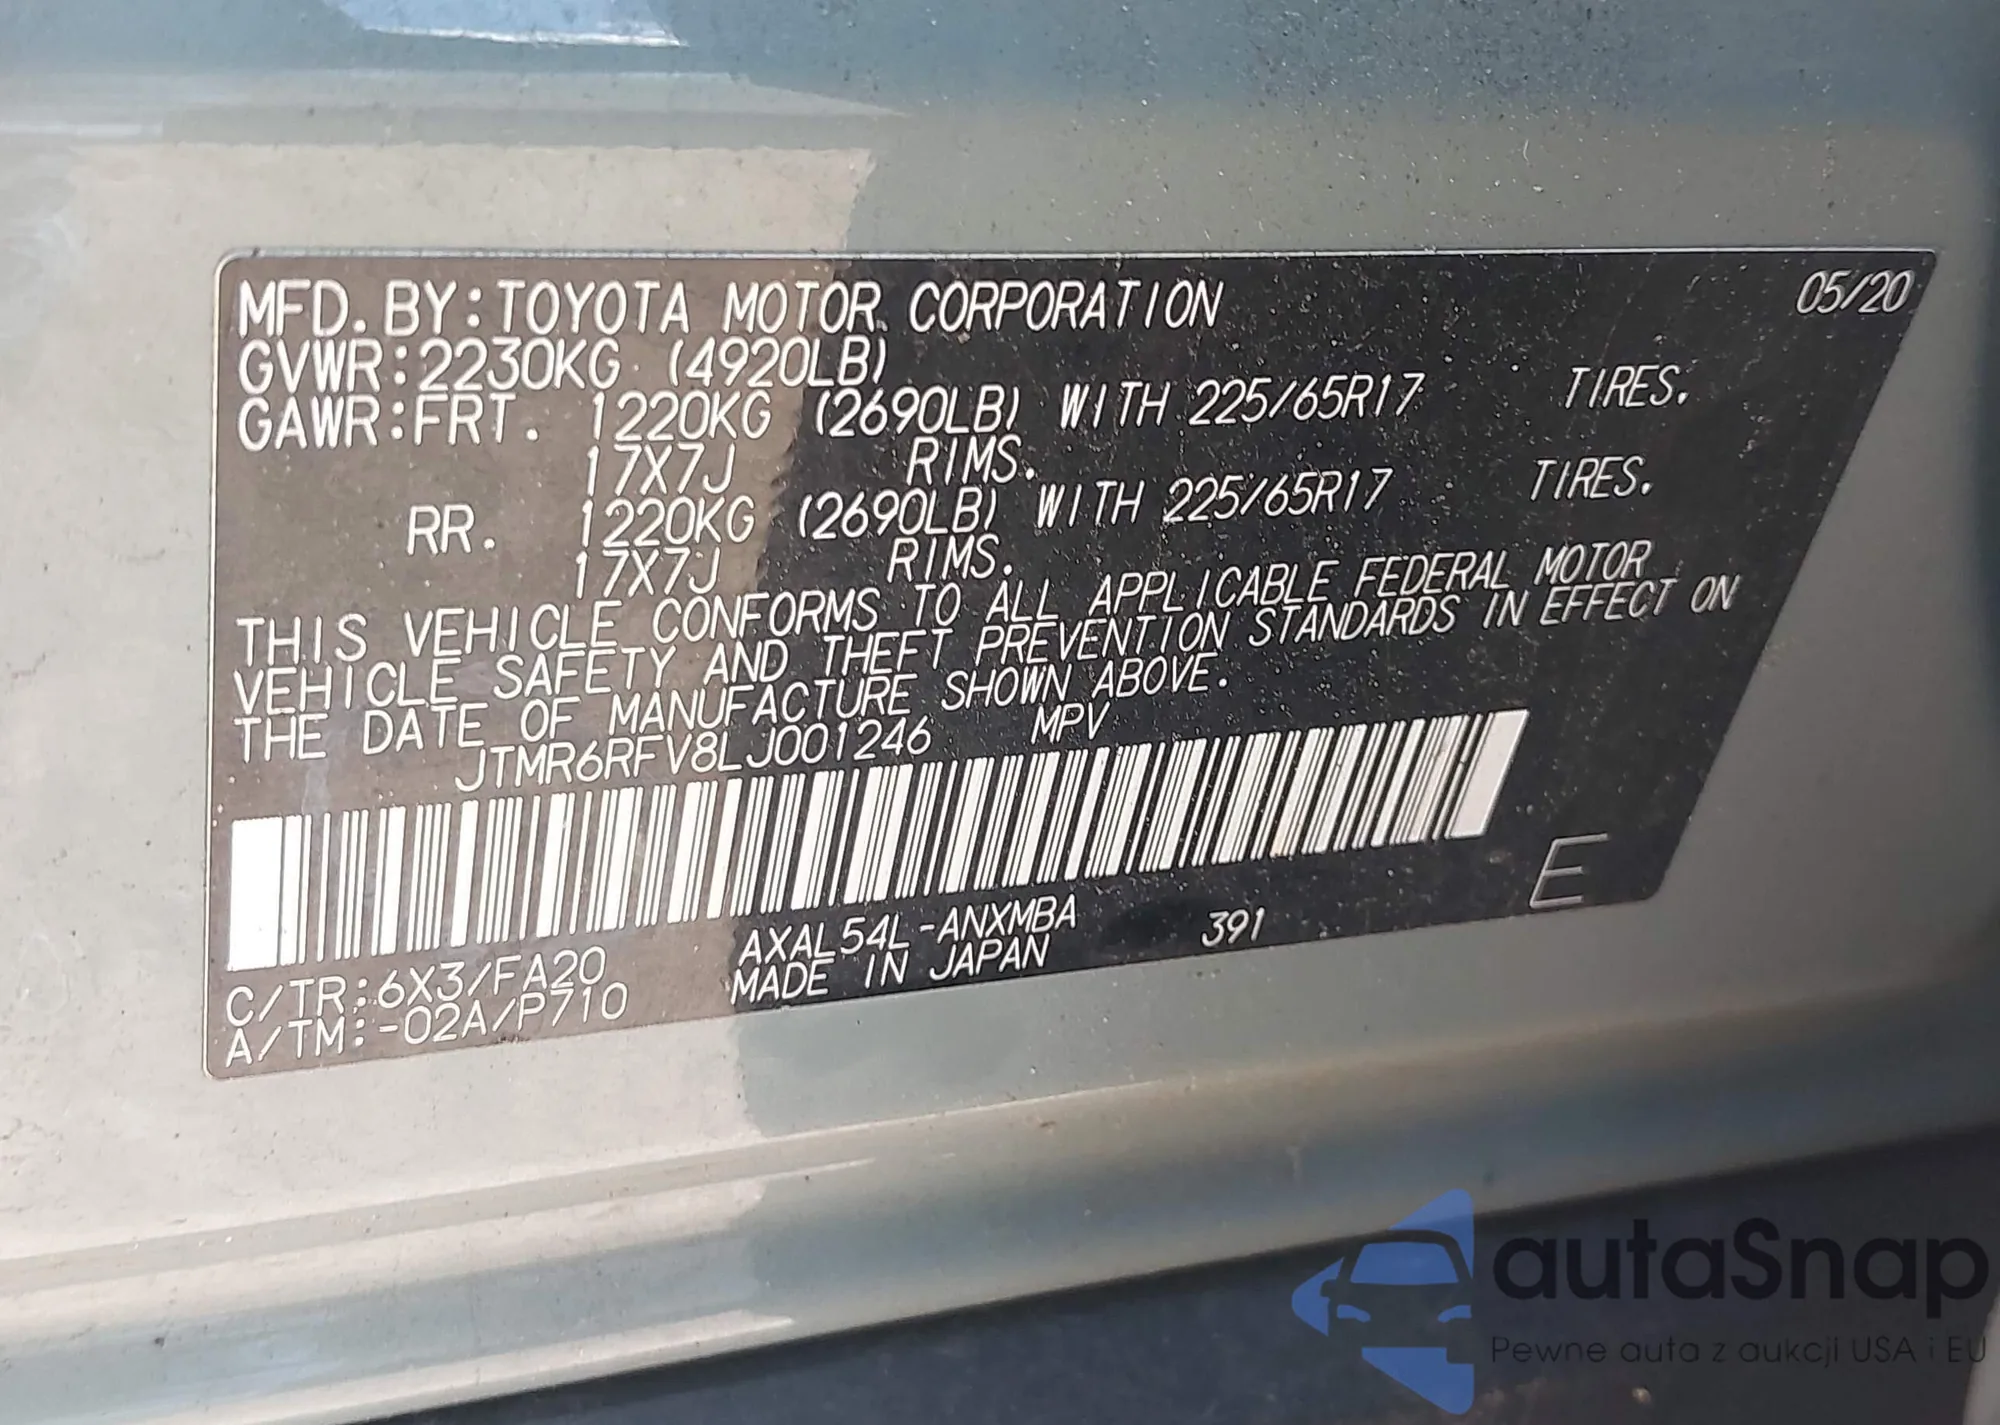 MFD. BY:TOYOTA MOTOR CORPORATION 05/20
GVWR:2230KG (4920LB)
GAWR:FRT. 1220KG (2690LB) WITH 225/65R17 TIRES.
17X7J RIMS.
RR. 1220KG (2690LB) WITH 225/65R17 TIRES.
17X7J RIMS.
THIS VEHICLE CONFORMS TO ALL APPLICABLE FEDERAL MOTOR
VEHICLE SAFETY AND THEFT PREVENTION STANDARDS IN EFFECT ON
THE DATE OF MANUFACTURE SHOWN ABOVE.
JTMR6RFV8LJ001246 MPV
E
C/TR:6X3/FA20 AXAL54L-ANXMBA 391
A/TM:-02A/P710 MADE IN JAPAN
autaSnap
Pewne auta z aukcji USA i EU